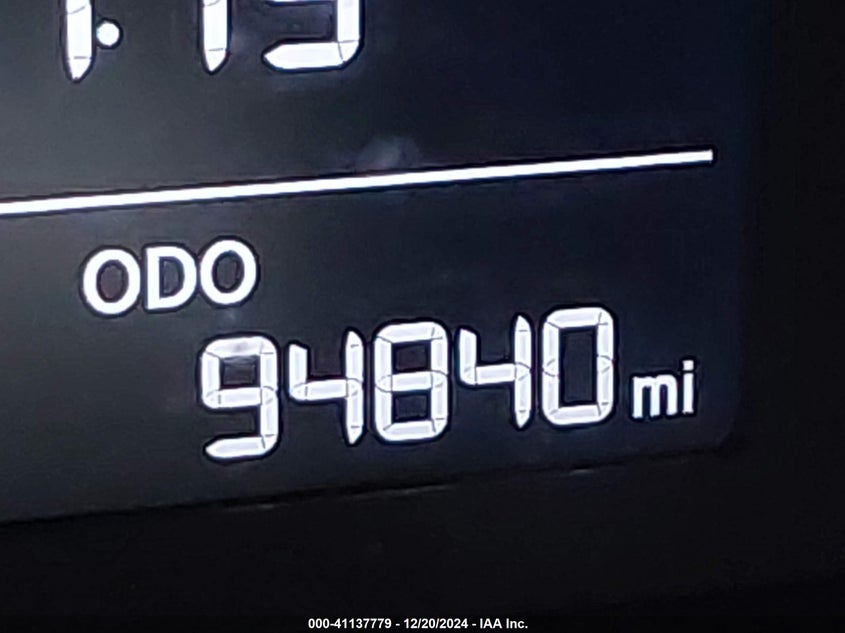 ODO
94840 mi
000-41137779 - 12/20/2024 - IAA Inc.